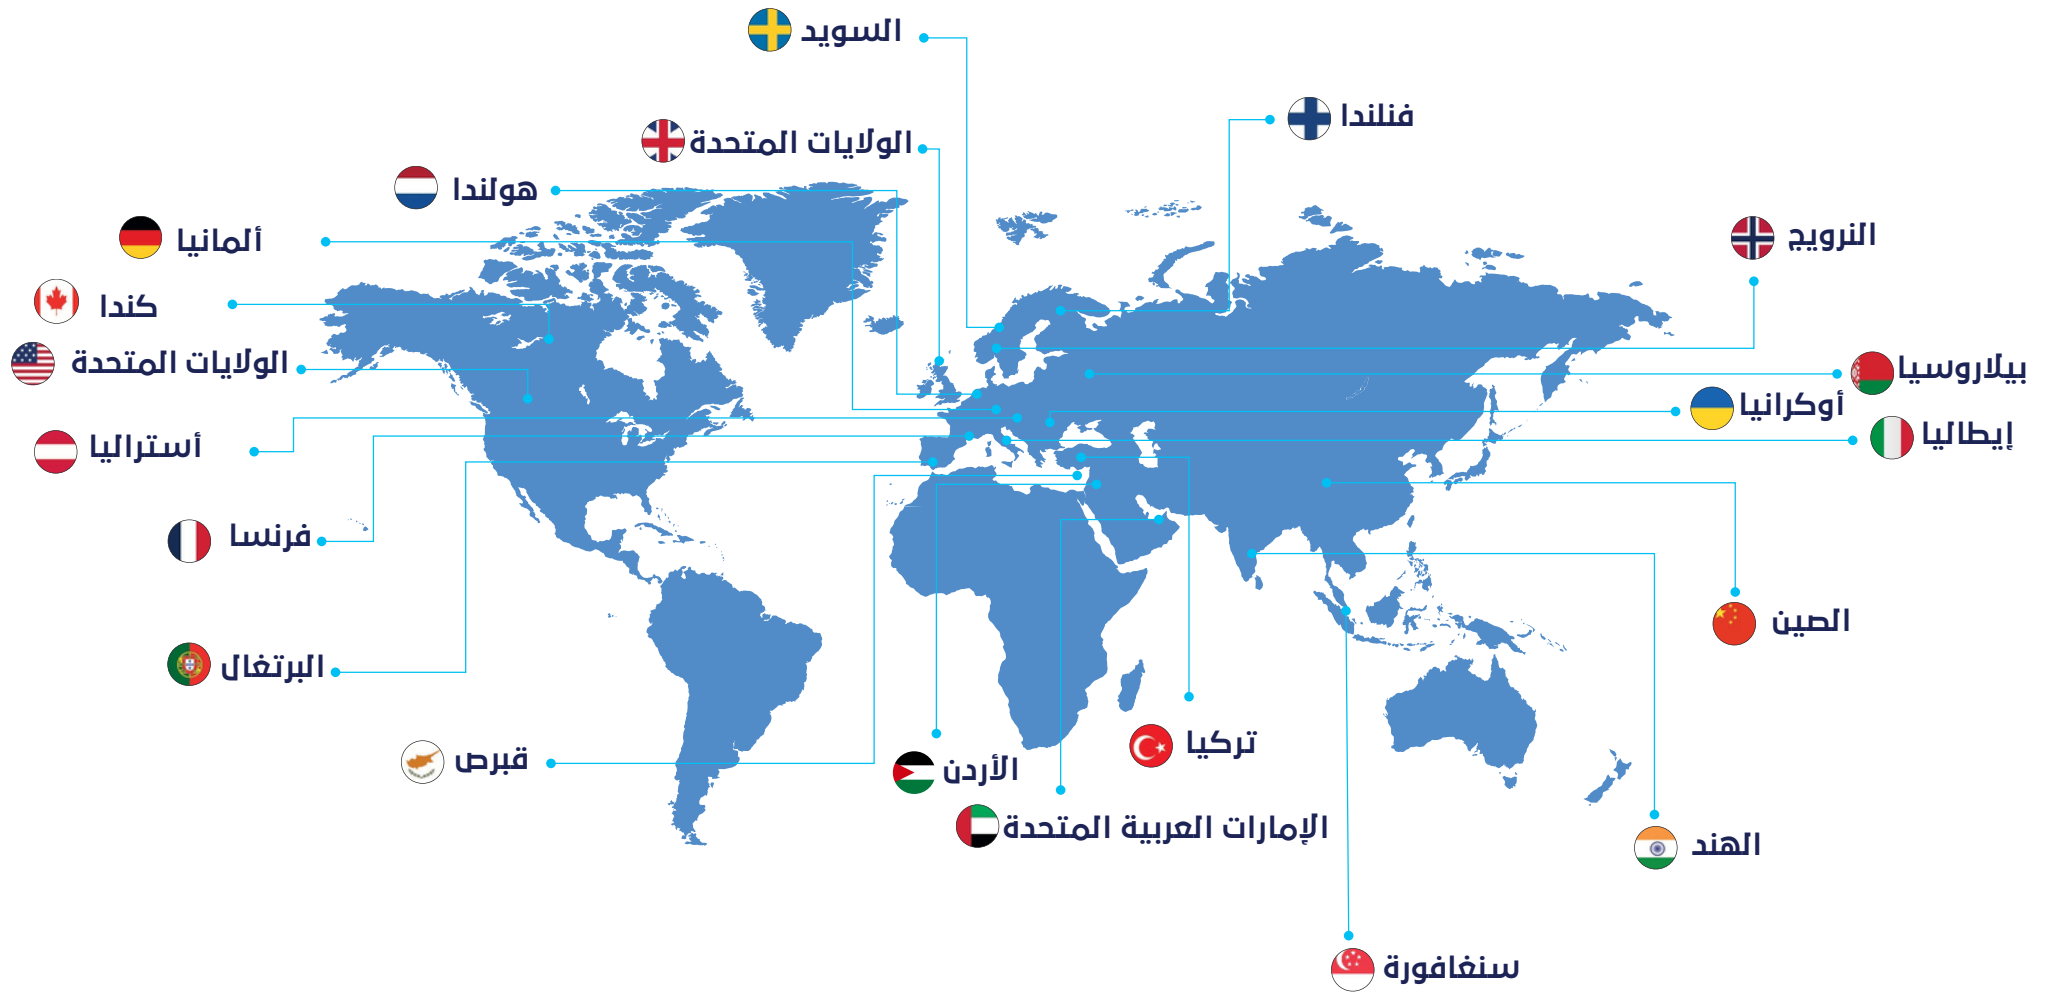 السويد
فنلندا
الولايات المتحدة
هولندا
ألمانيا
النرويج
كندا
الولايات المتحدة
بيلاروسيا
أوكرانيا
إيطاليا
أستراليا
فرنسا
الصين
البرتغال
تركيا
قبرص
الأردن
الإمارات العربية المتحدة
الهند
سنغافورة